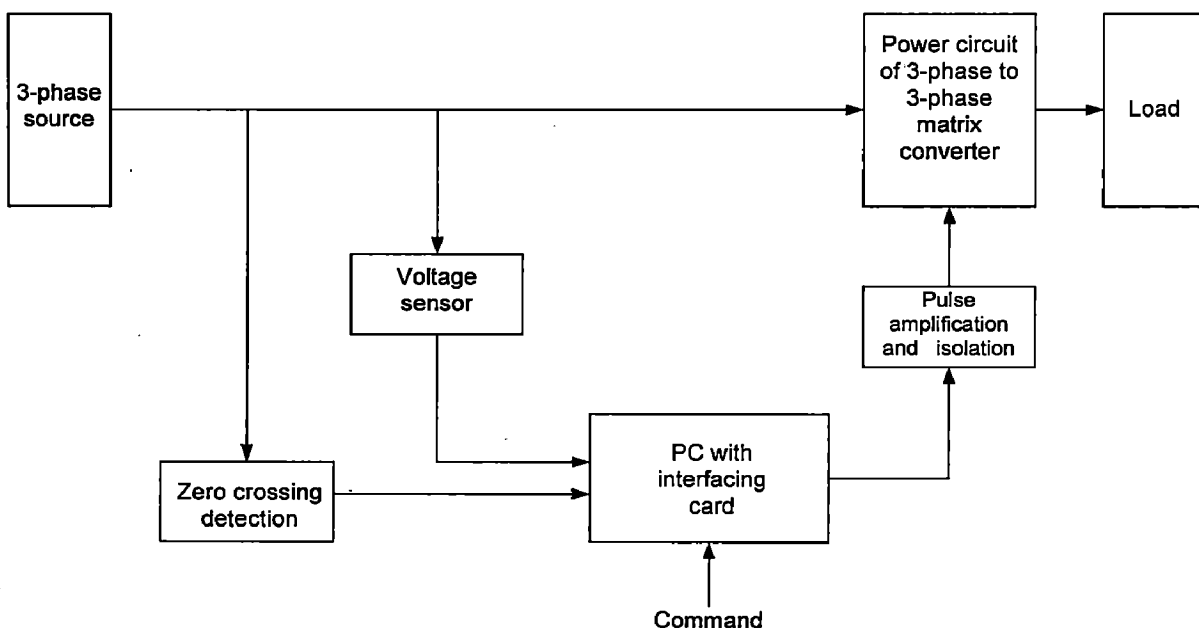 3-phase
source
Power circuit
of 3-phase to
3-phase
matrix
converter
Load
Voltage
sensor
Pulse
amplification
and isolation
Zero crossing
detection
PC with
interfacing
card
Command